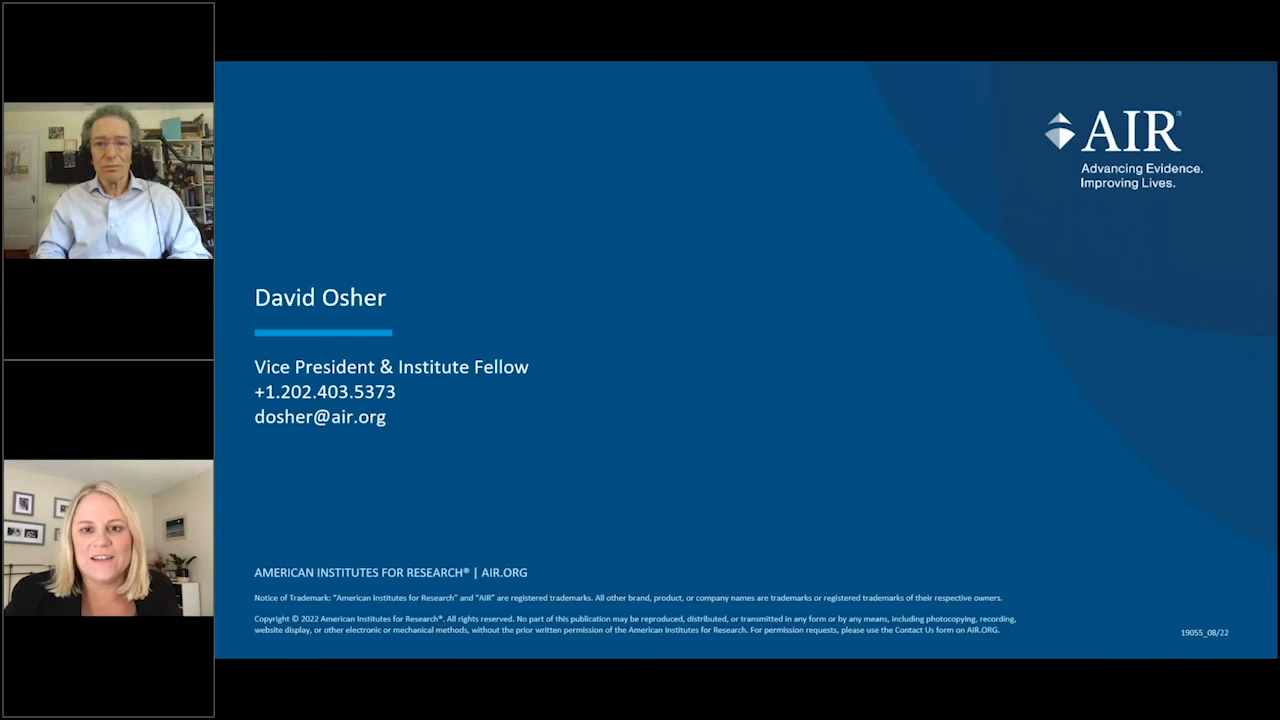 AIR®
Advancing Evidence.
Improving Lives.
David Osher
Vice President & Institute Fellow
+1.202.403.5373
dosher@air.org
AMERICAN INSTITUTES FOR RESEARCH® | AIR.ORG
Notice of Trademark: “American Institutes for Research” and “AIR” are registered trademarks. All other brand, product, or company names are trademarks or registered trademarks of their respective owners.
Copyright © 2022 American Institutes for Research®. All rights reserved. No part of this publication may be reproduced, distributed, or transmitted in any form or by any means, including photocopying, recording,
website display, or other electronic or mechanical methods, without the prior written permission of the American Institutes for Research. For permission requests, please use the Contact Us form on AIR.ORG.
19055_08/22